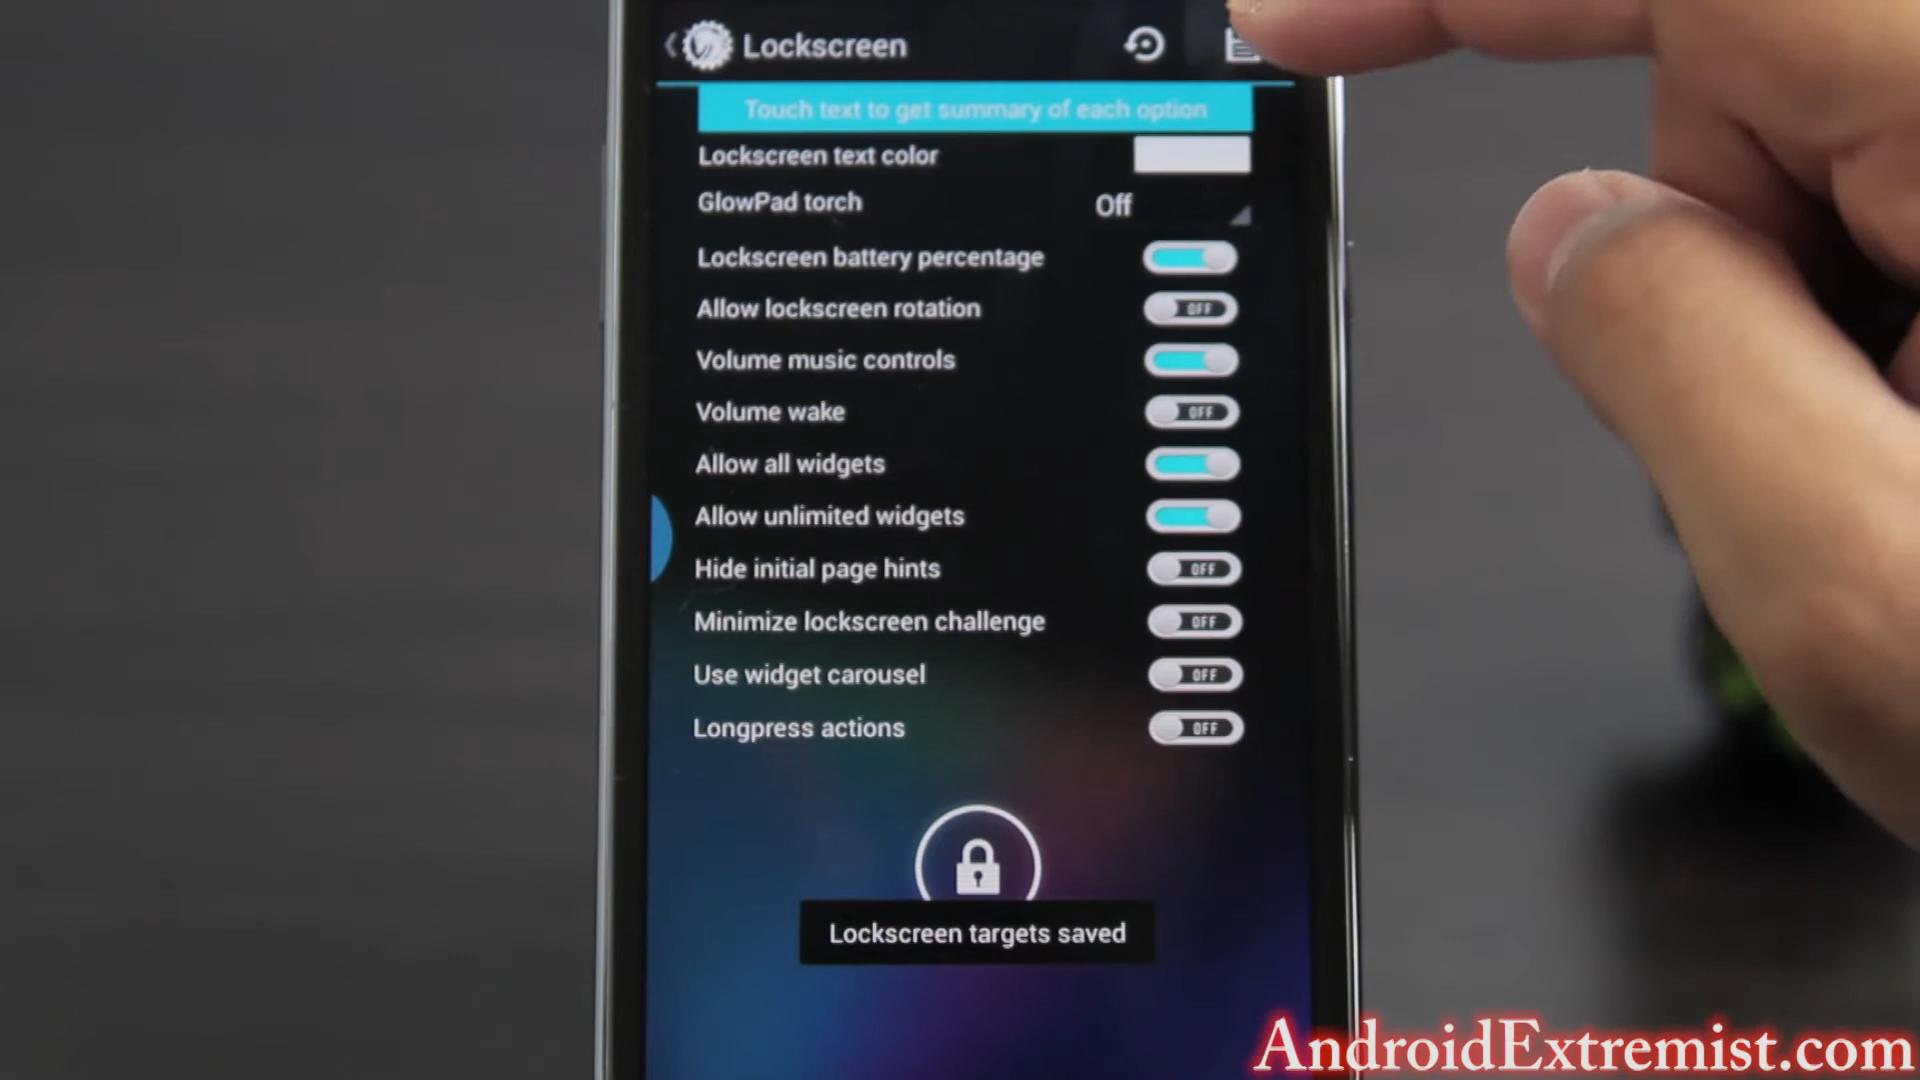 Lockscreen
Touch text to get summary of each option
Lockscreen text color
GlowPad torch Off
Lockscreen battery percentage
Allow lockscreen rotation OFF
Volume music controls
Volume wake OFF
Allow all widgets
Allow unlimited widgets
Hide initial page hints OFF
Minimize lockscreen challenge OFF
Use widget carousel OFF
Longpress actions OFF
Lockscreen targets saved
AndroidExtremist.com